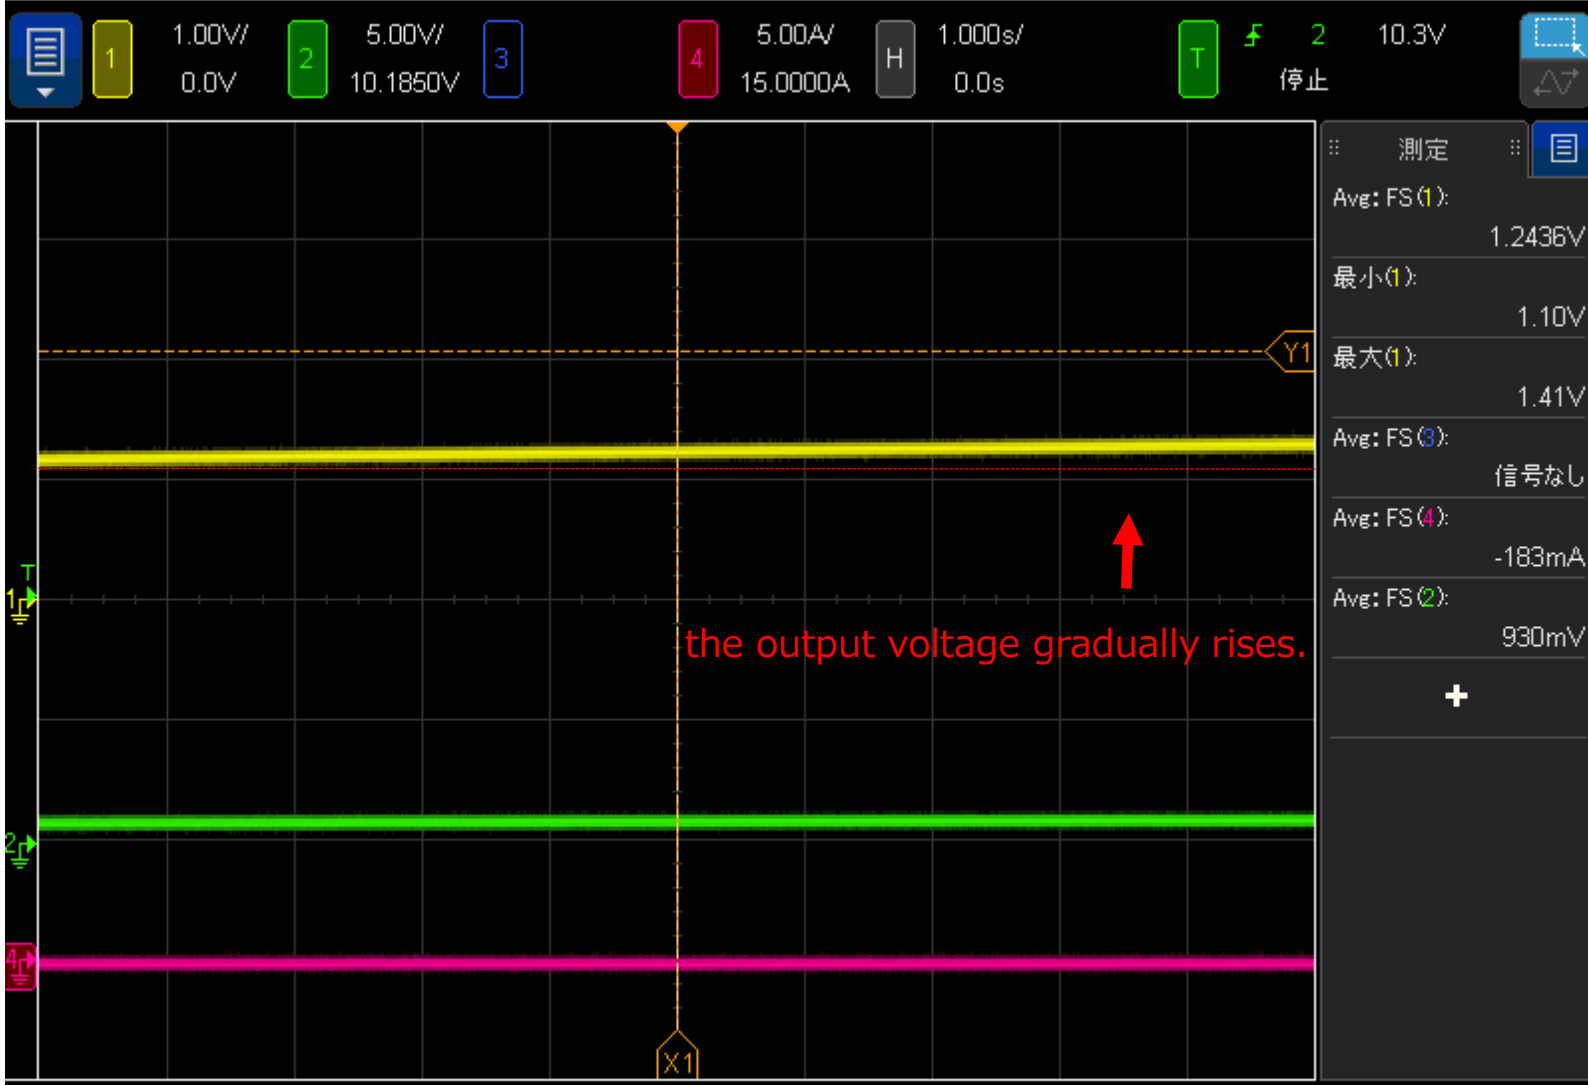 1 1.00V/ 2 5.00V/ 3 4 5.00A/ H 1.000s/ T 2 10.3V
0.0V 10.1850V 15.0000A 0.0s 停止
測定
Avg: FS(1):
1.2436V
最小(1):
1.10V
Y1
最大(1):
1.41V
Avg: FS(3):
信号なし
Avg: FS(4):
-183mA
T
1
Avg: FS(2):
930mV
the output voltage gradually rises.
+
2
4
X1